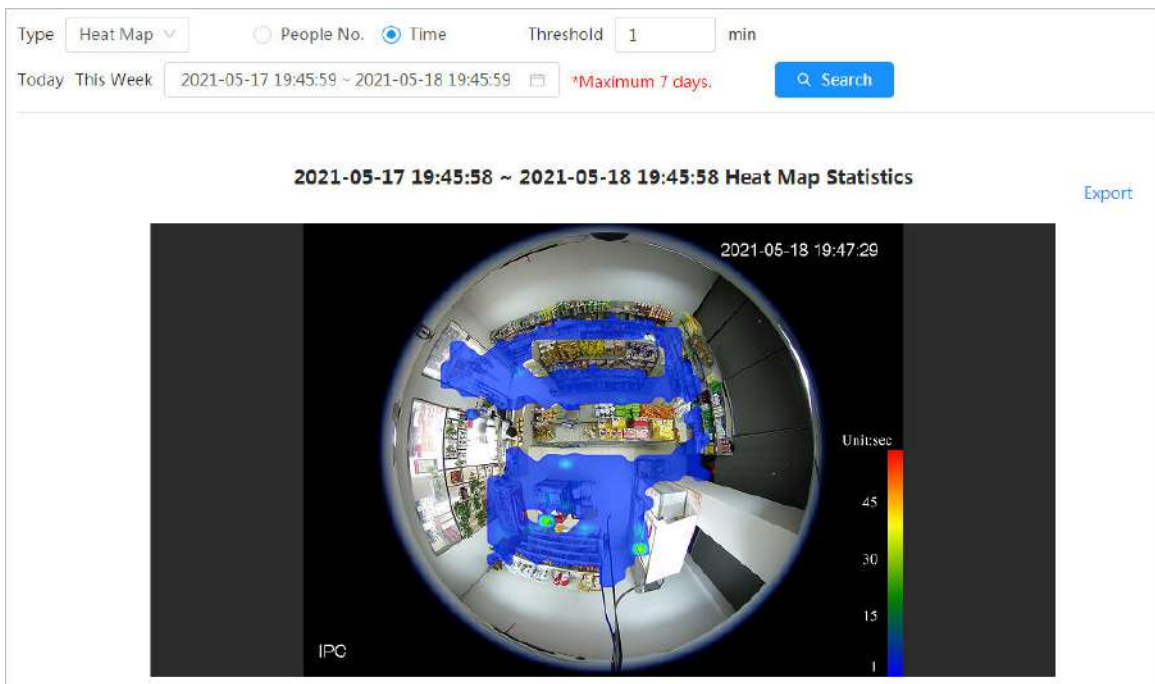 Type Heat Map People No. Time Threshold 1 min
Today This Week 2021-05-17 19:45:59 ~ 2021-05-18 19:45:59 *Maximum 7 days. Search
2021-05-17 19:45:58 ~ 2021-05-18 19:45:58 Heat Map Statistics
Export
2021-05-18 19:47:29
Unit:sec
45
30
15
1
IPC